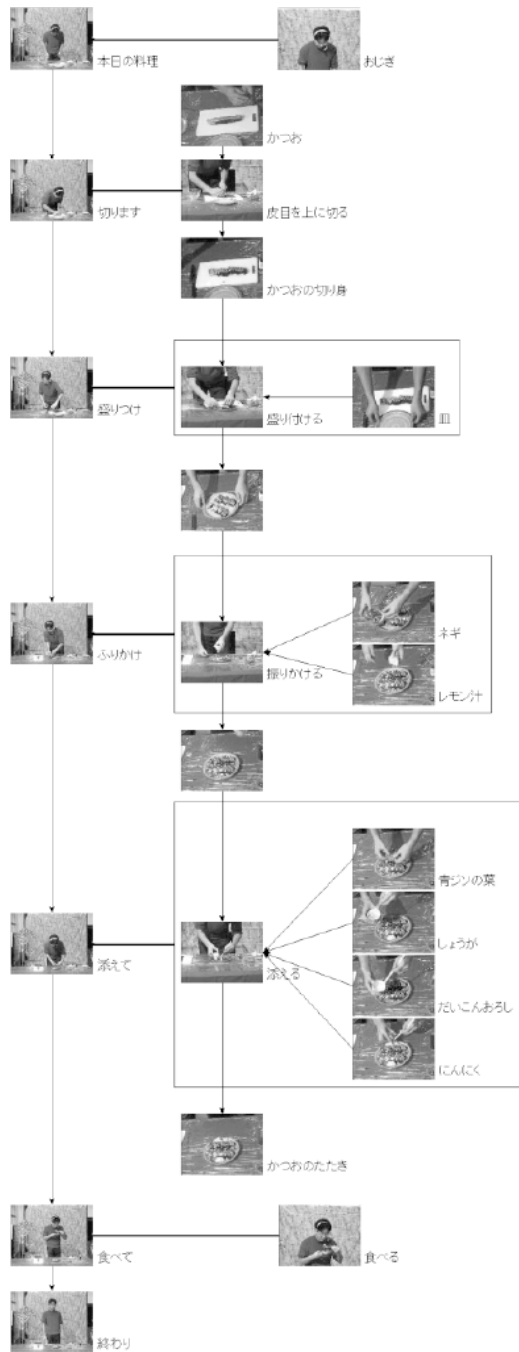 本日の料理
おじぎ
かつお
切ります
皮目を上に切る
かつおの切り身
盛りつけ
盛り付ける
皿
ふりかけ
振りかける
ネギ
レモン汁
添えて
添える
青ジソの葉
しょうが
だいこんおろし
にんにく
かつおのたたき
食べて
食べる
終わり